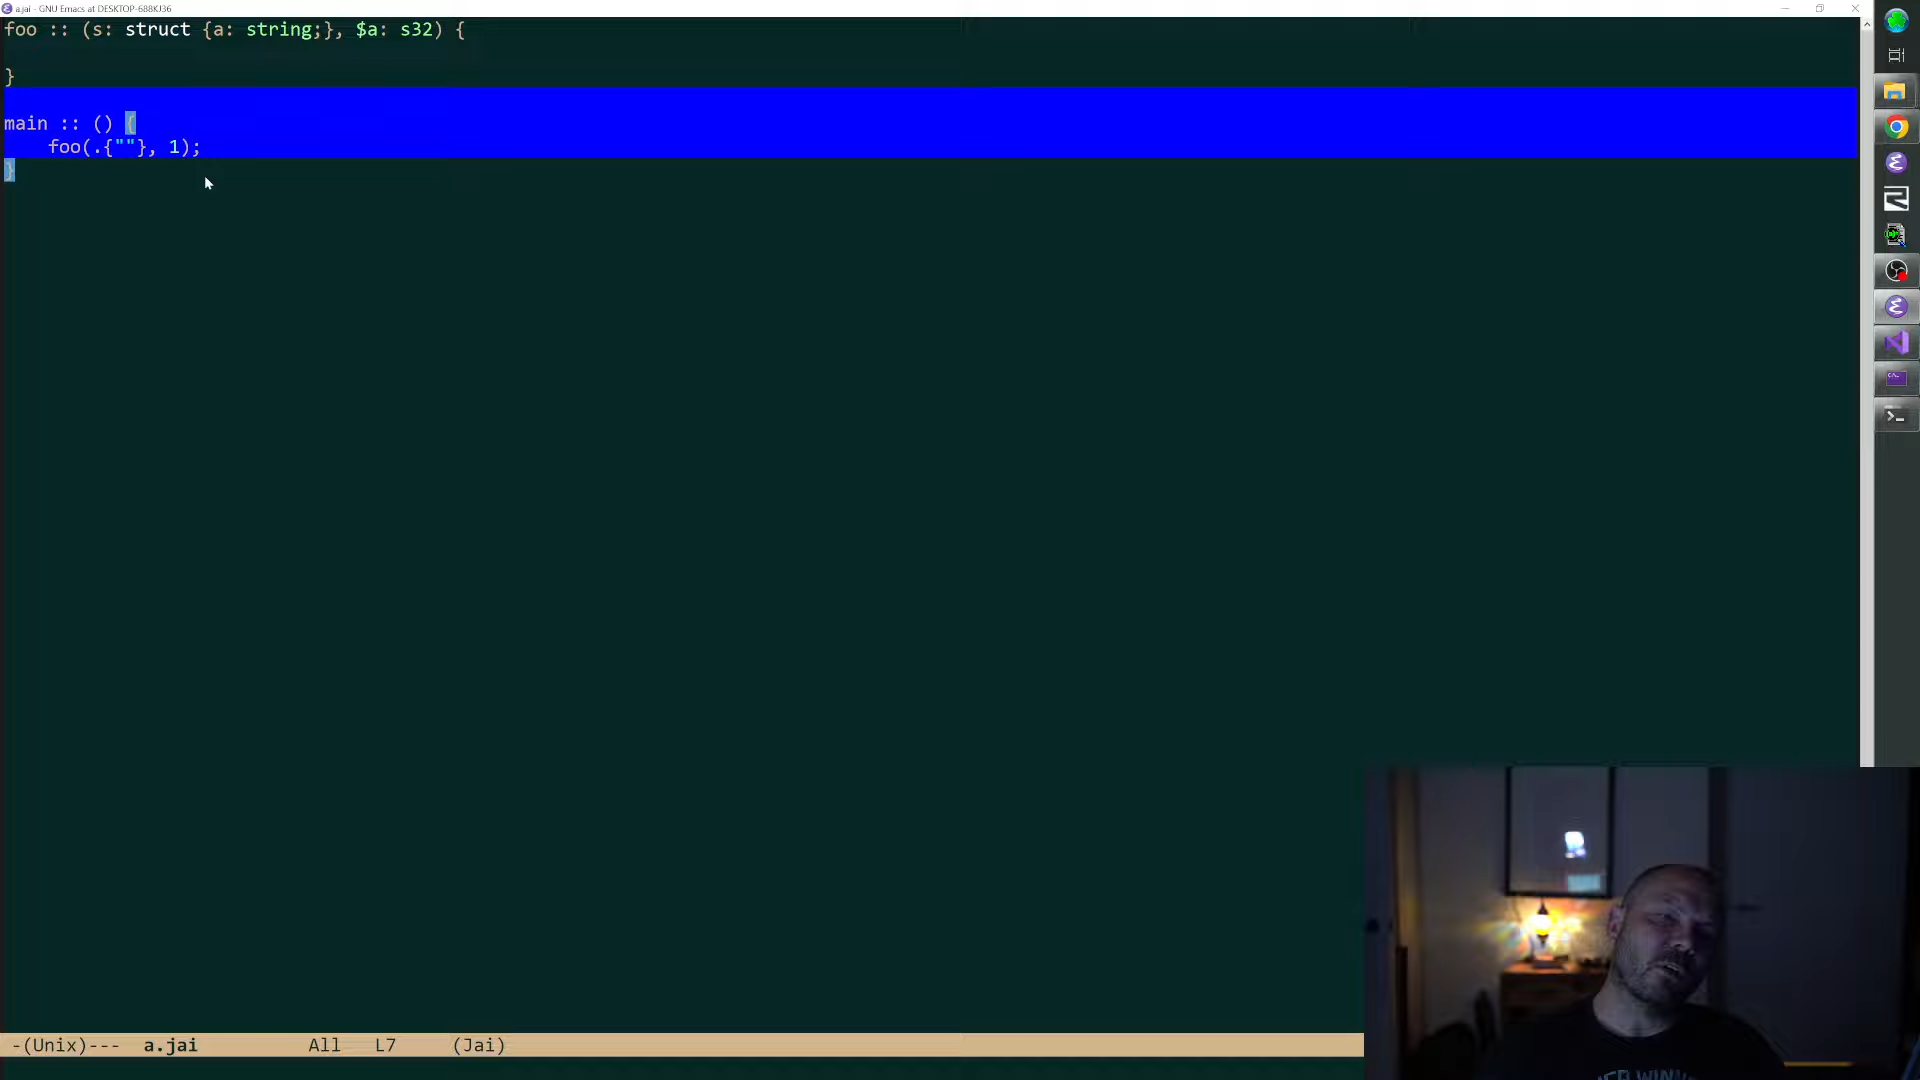 a.jai - GNU Emacs at DESKTOP-688KJ36
foo :: (s: struct {a: string;}, $a: s32) {
}
main :: () {
foo(.{""}, 1);
}
-(Unix)--- a.jai All L7 (Jai)